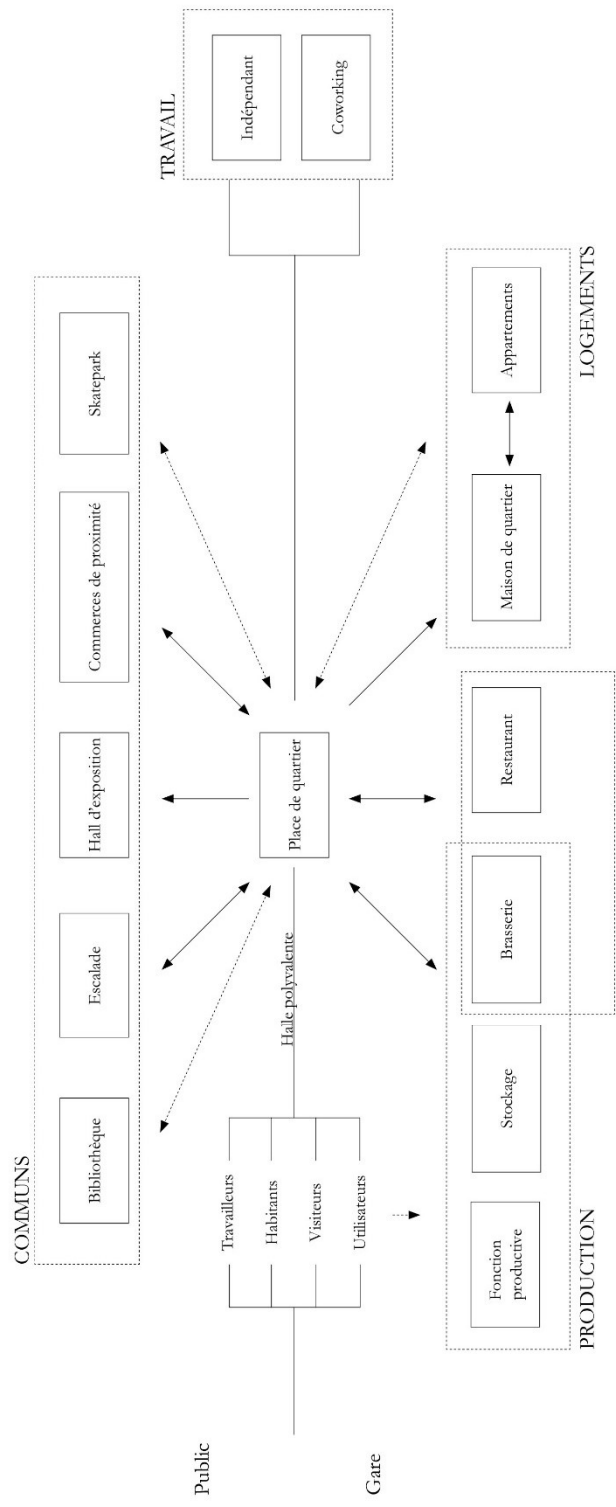 COMMUNS
Bibliothèque
Escalade
Hall d'exposition
Commerces de proximité
Skatepark
TRAVAIL
Indépendant
Coworking
Public
Gare
Travailleurs
Habitants
Visiteurs
Utilisateurs
Halle polyvalente
Place de quartier
Fonction
productive
Stockage
Brasserie
Restaurant
Maison de quartier
Appartements
PRODUCTION
LOGEMENTS